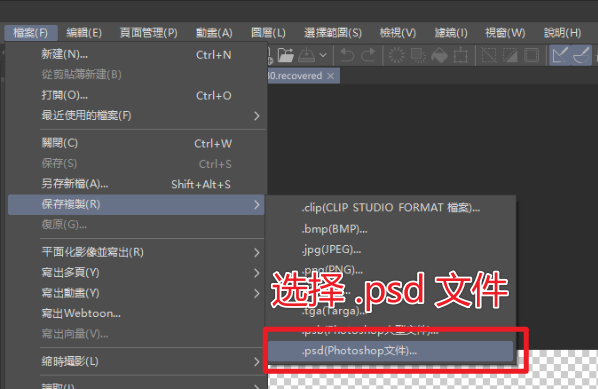 檔案(F) 編輯(E) 頁面管理(P) 動畫(A) 圖層(L) 選擇範圍(S) 檢視(V) 濾鏡(I) 視窗(W) 說明(H)
新建(N)... Ctrl+N
從剪貼簿新建(B)
打開(O)... Ctrl+O
最近使用的檔案(F)
.recovered
關閉(C) Ctrl+W
保存(S) Ctrl+S
另存新檔(A)... Shift+Alt+S
保存複製(R)
復原(G)...
平面化影像並寫出(R)
寫出多頁(Y)
寫出動畫(Y)
寫出Webtoon...
寫出向量(V)...
縮時攝影(L)
.clip(CLIP STUDIO FORMAT 檔案)...
.bmp(BMP)...
.jpg(JPEG)...
.png(PNG)...
选择 .psd 文件
.tga(Targa)...
.psb(Photoshop大型文件)...
.psd(Photoshop文件)...